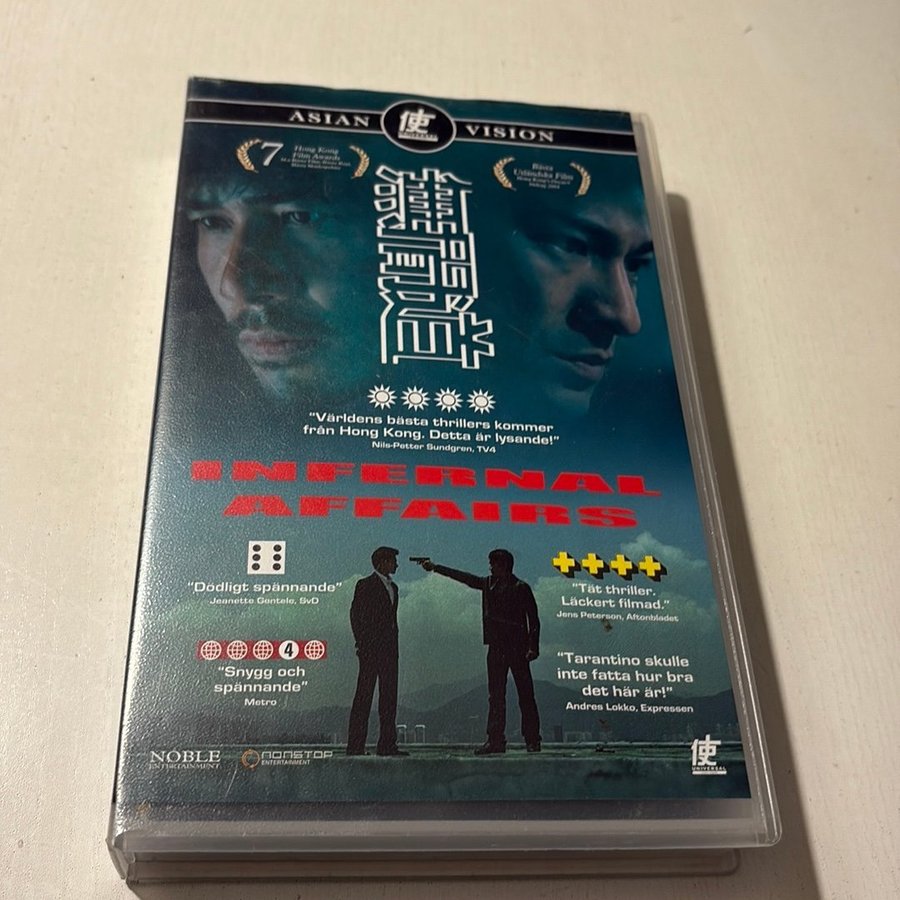 ASIAN 使 VISION
UNIVERSAL
7 Hong Kong
Film Awards
Bästa
Utländska Film
無間道
"Världens bästa thrillers kommer
från Hong Kong. Detta är lysande!"
Nils-Petter Sundgren, TV4
INFERNAL
AFFAIRS
"Dödligt spännande"
Jeanette Gentele, SvD
"Tät thriller.
Läckert filmad."
Jens Peterson, Aftonbladet
4
"Snygg och
spännande"
Metro
"Tarantino skulle
inte fatta hur bra
det här är!"
Andres Lokko, Expressen
NOBLE
ENTERTAINMENT
NONSTOP
ENTERTAINMENT
使
UNIVERSAL